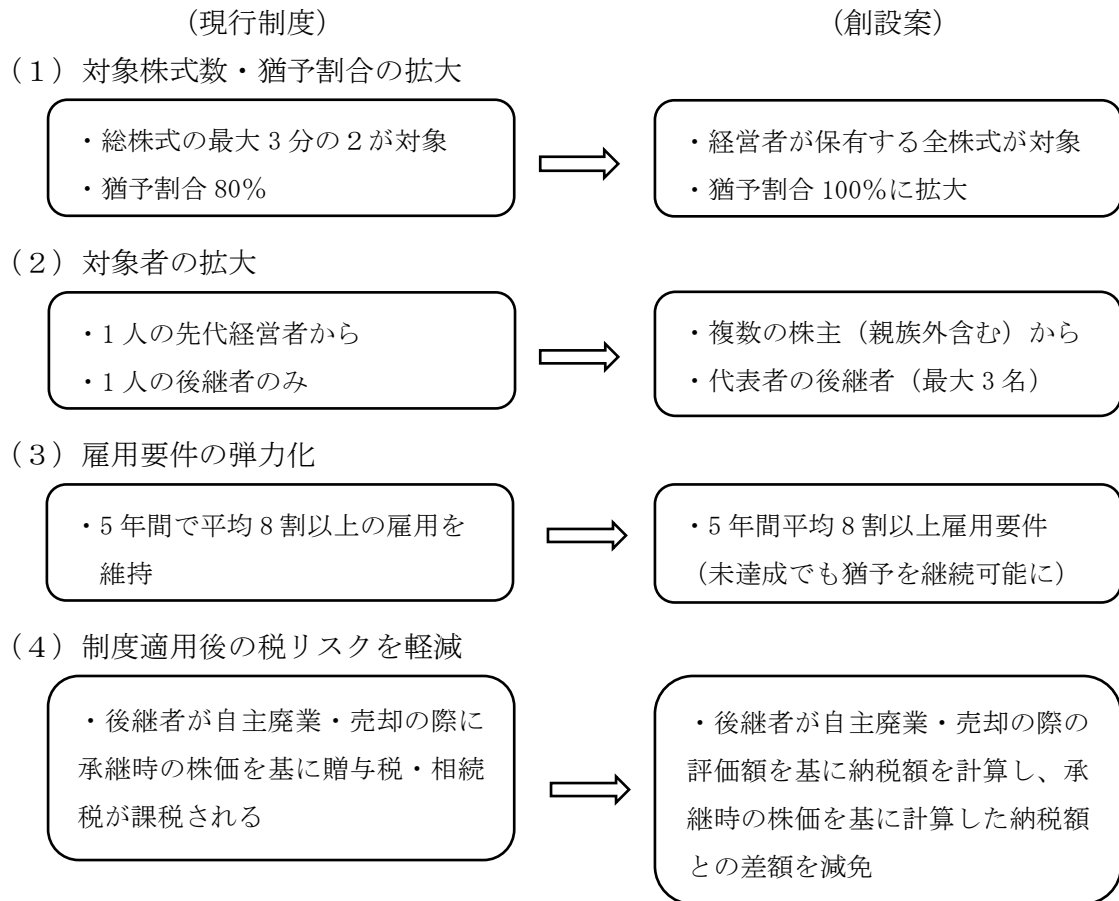 （現行制度）
（創設案）
（１）対象株式数・猶予割合の拡大
・総株式の最大 3 分の２が対象
・猶予割合 80％
・経営者が保有する全株式が対象
・猶予割合 100％に拡大
（２）対象者の拡大
・1 人の先代経営者から
・1 人の後継者のみ
・複数の株主（親族外含む）から
・代表者の後継者（最大 3 名）
（３）雇用要件の弾力化
・5 年間で平均 8 割以上の雇用を
維持
・5 年間平均 8 割以上雇用要件
（未達成でも猶予を継続可能に）
（４）制度適用後の税リスクを軽減
・後継者が自主廃業・売却の際に
承継時の株価を基に贈与税・相続
税が課税される
・後継者が自主廃業・売却の際の
評価額を基に納税額を計算し、承
継時の株価を基に計算した納税額
との差額を減免